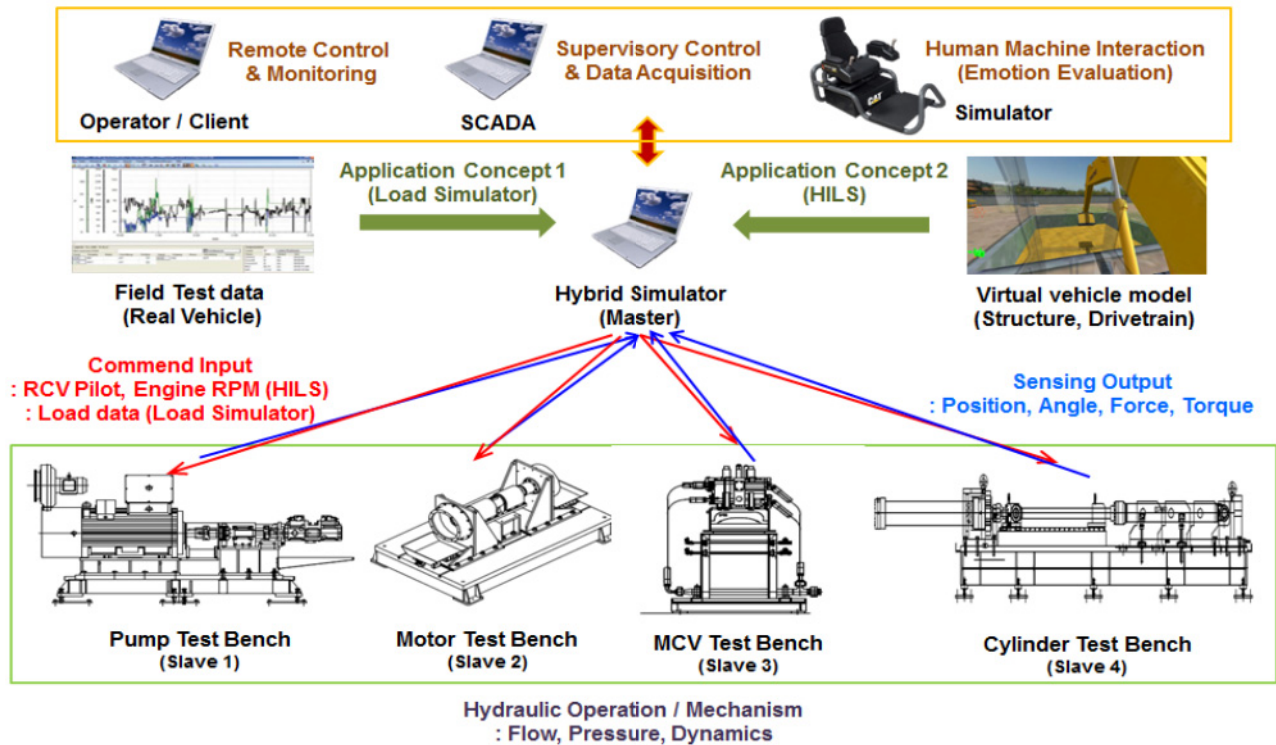 Remote Control
& Monitoring
Operator / Client
Supervisory Control
& Data Acquisition
SCADA
Human Machine Interaction
(Emotion Evaluation)
CAT
Simulator
Application Concept 1
(Load Simulator)
Application Concept 2
(HILS)
Field Test data
(Real Vehicle)
Hybrid Simulator
(Master)
Virtual vehicle model
(Structure, Drivetrain)
Commend Input
: RCV Pilot, Engine RPM (HILS)
: Load data (Load Simulator)
Sensing Output
: Position, Angle, Force, Torque
Pump Test Bench
(Slave 1)
Motor Test Bench
(Slave 2)
MCV Test Bench
(Slave 3)
Cylinder Test Bench
(Slave 4)
Hydraulic Operation / Mechanism
: Flow, Pressure, Dynamics